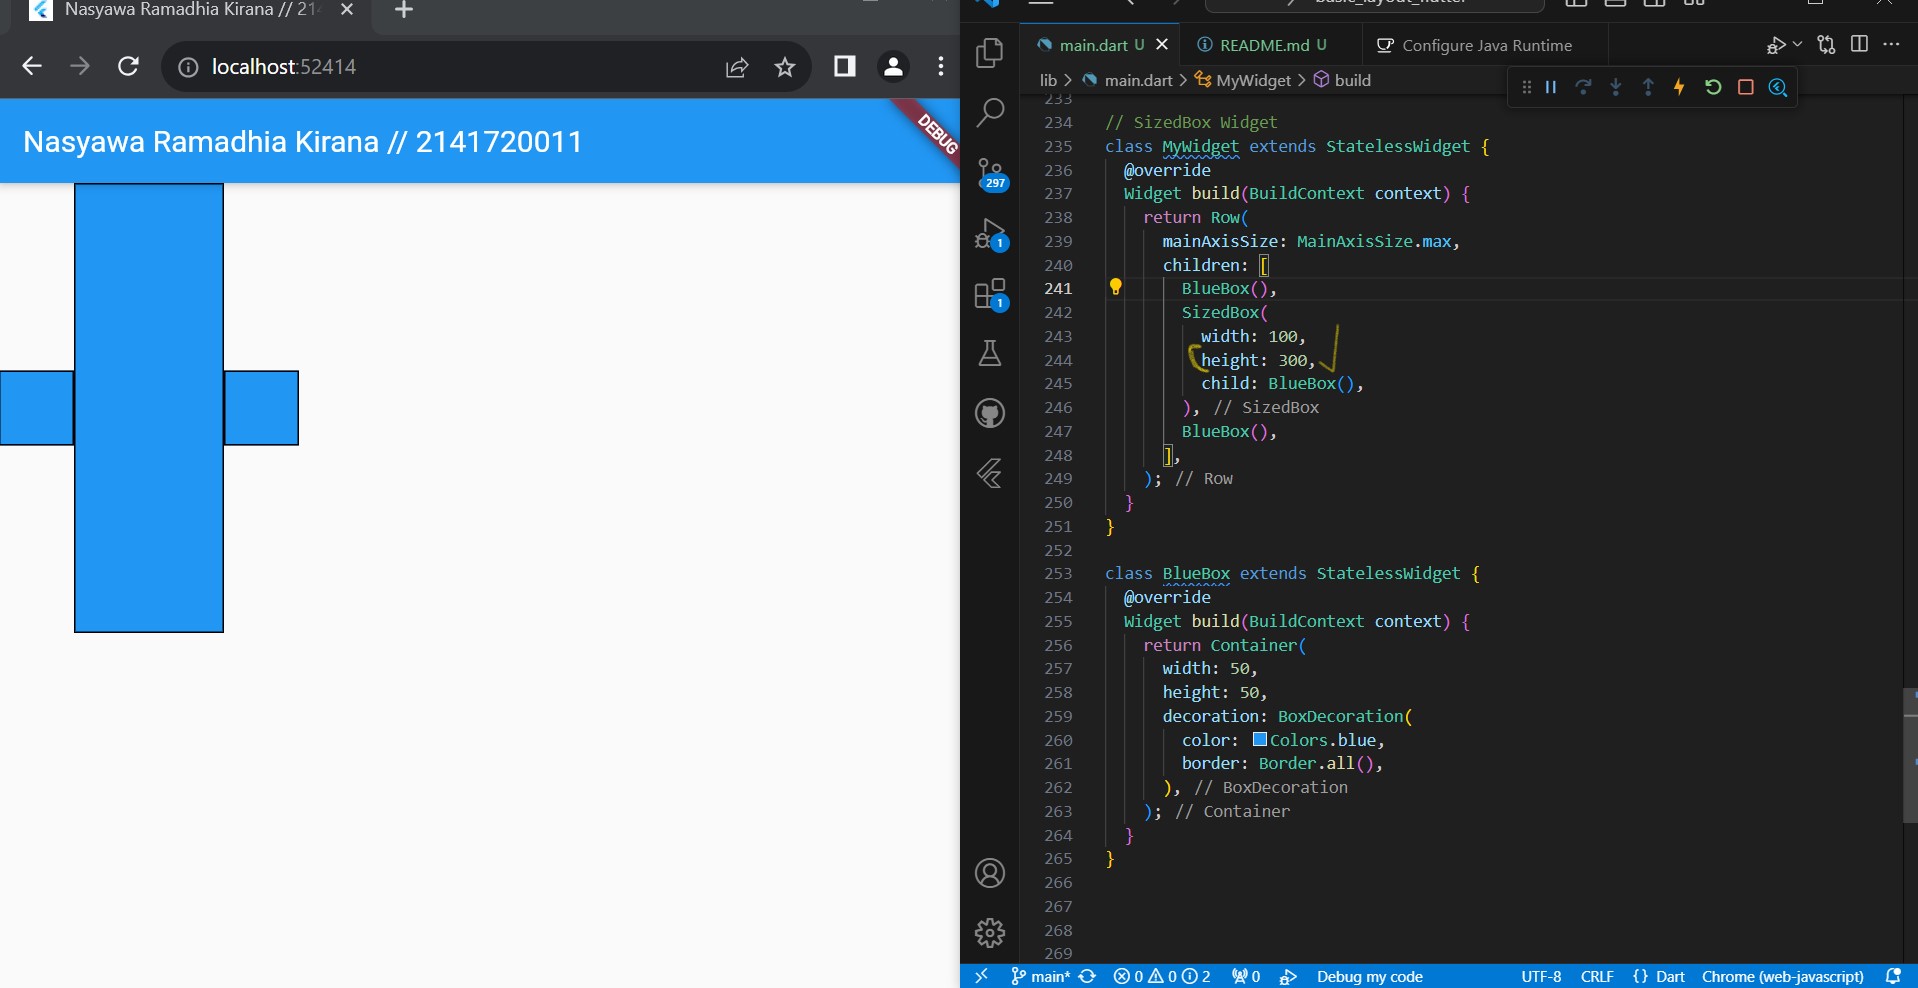 Nasyawa Ramadhia Kirana // 214
localhost:52414
Nasyawa Ramadhia Kirana // 2141720011
DEBUG
basic_layout_flutter
main.dart U
README.md U
Configure Java Runtime
lib > main.dart > MyWidget > build
297
1
1
233
234 // SizedBox Widget
235 class MyWidget extends StatelessWidget {
236 @override
237 Widget build(BuildContext context) {
238 return Row(
239 mainAxisSize: MainAxisSize.max,
240 children: [
241 BlueBox(),
242 SizedBox(
243 width: 100,
244 height: 300,
245 child: BlueBox(),
246 ), // SizedBox
247 BlueBox(),
248 ],
249 ); // Row
250 }
251 }
252
253 class BlueBox extends StatelessWidget {
254 @override
255 Widget build(BuildContext context) {
256 return Container(
257 width: 50,
258 height: 50,
259 decoration: BoxDecoration(
260 color: Colors.blue,
261 border: Border.all(),
262 ), // BoxDecoration
263 ); // Container
264 }
265 }
266
267
268
269
main* 0 0 2 0 Debug my code UTF-8 CRLF {} Dart Chrome (web-javascript)